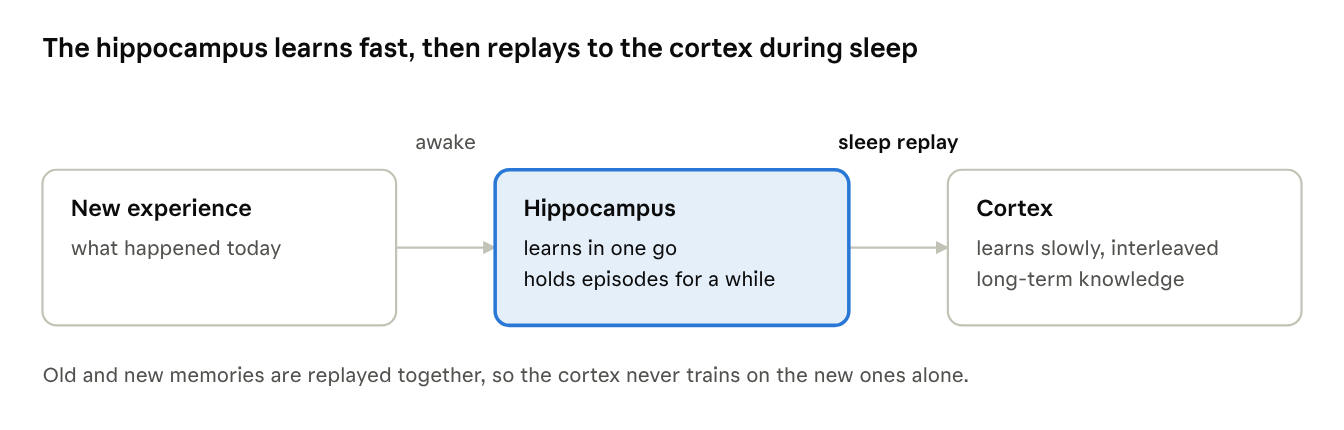 The hippocampus learns fast, then replays to the cortex during sleep
awake
sleep replay
New experience
what happened today
Hippocampus
learns in one go
holds episodes for a while
Cortex
learns slowly, interleaved
long-term knowledge
Old and new memories are replayed together, so the cortex never trains on the new ones alone.